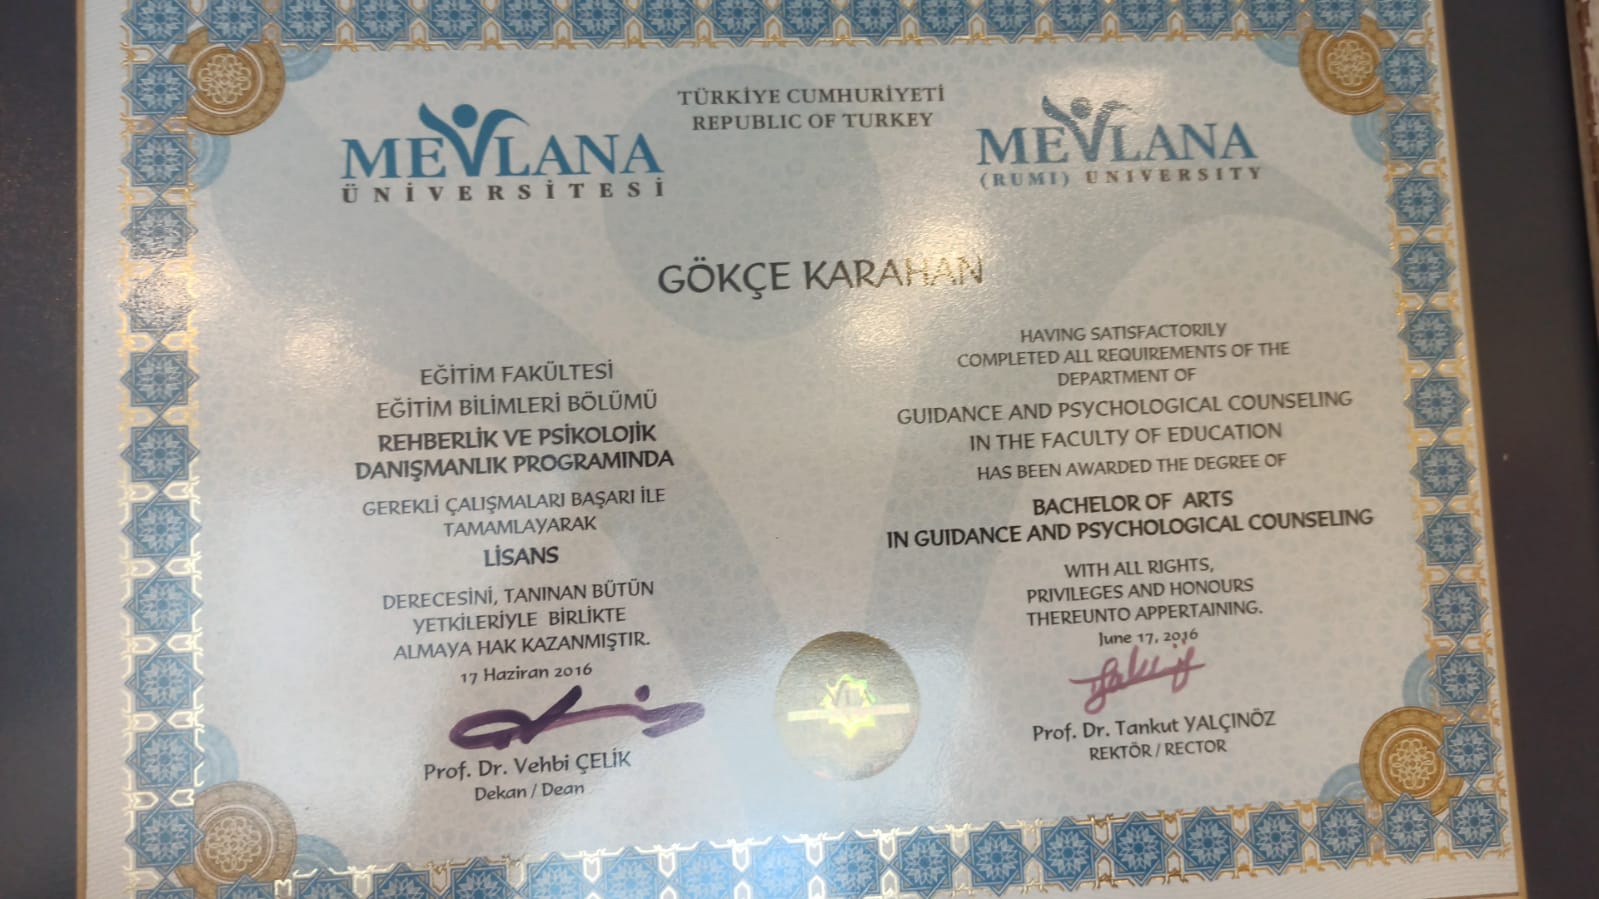 TÜRKİYE CUMHURİYETİ
REPUBLIC OF TURKEY
MEVLANA
ÜNİVERSİTESİ
MEVLANA
(RUMI) UNIVERSITY
GÖKÇE KARAHAN
EĞİTİM FAKÜLTESİ
EĞİTİM BİLİMLERİ BÖLÜMÜ
REHBERLİK VE PSİKOLOJİK
DANIŞMANLIK PROGRAMINDA
GEREKLİ ÇALIŞMALARI BAŞARI İLE
TAMAMLAYARAK
LİSANS
DERECESİNİ, TANINAN BÜTÜN
YETKİLERİYLE BİRLİKTE
ALMAYA HAK KAZANMIŞTIR.
17 Haziran 2016
Prof. Dr. Vehbi ÇELİK
Dekan / Dean
HAVING SATISFACTORILY
COMPLETED ALL REQUIREMENTS OF THE
DEPARTMENT OF
GUIDANCE AND PSYCHOLOGICAL COUNSELING
IN THE FACULTY OF EDUCATION
HAS BEEN AWARDED THE DEGREE OF
BACHELOR OF ARTS
IN GUIDANCE AND PSYCHOLOGICAL COUNSELING
WITH ALL RIGHTS,
PRIVILEGES AND HONOURS
THEREUNTO APPERTAINING.
June 17, 2016
Prof. Dr. Tankut YALÇINÖZ
REKTÖR / RECTOR